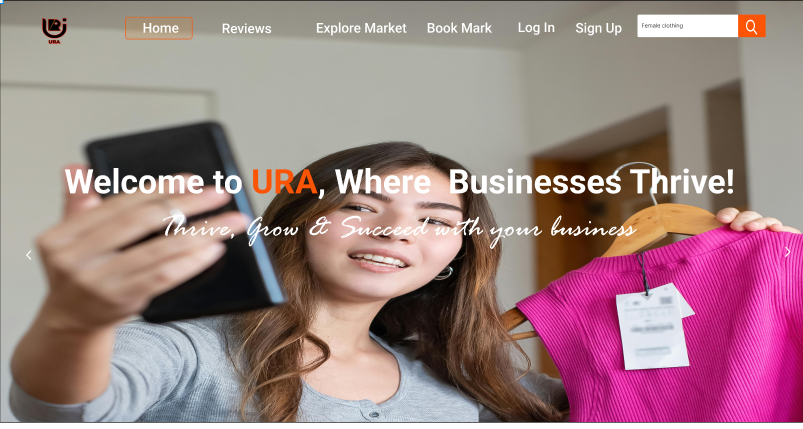 URA
Home
Reviews
Explore Market
Book Mark
Log In
Sign Up
Female clothing
Welcome to URA, Where Businesses Thrive!
Thrive, Grow & Succeed with your business